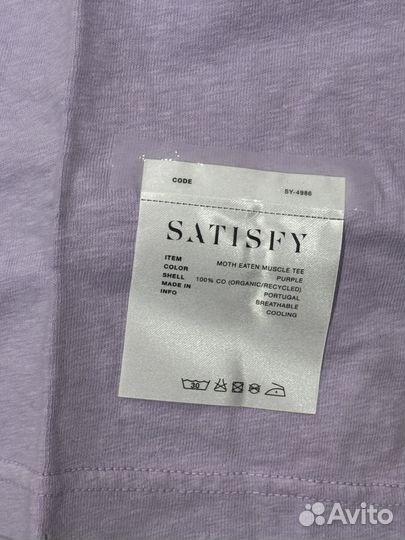 CODE SY-4986
SATISFY
ITEM MOTH EATEN MUSCLE TEE
COLOR PURPLE
SHELL 100% CO (ORGANIC/RECYCLED)
MADE IN PORTUGAL
INFO BREATHABLE
COOLING
30
Avito